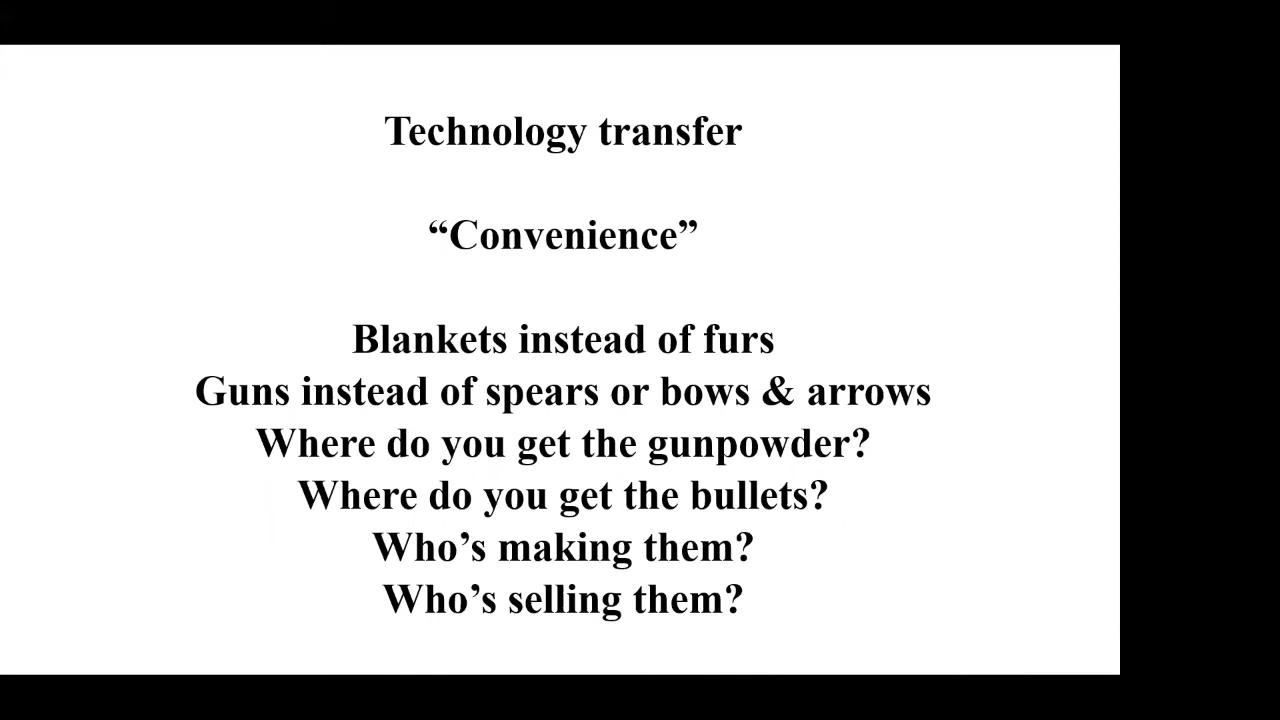 Technology transfer
“Convenience”
Blankets instead of furs
Guns instead of spears or bows & arrows
Where do you get the gunpowder?
Where do you get the bullets?
Who’s making them?
Who’s selling them?